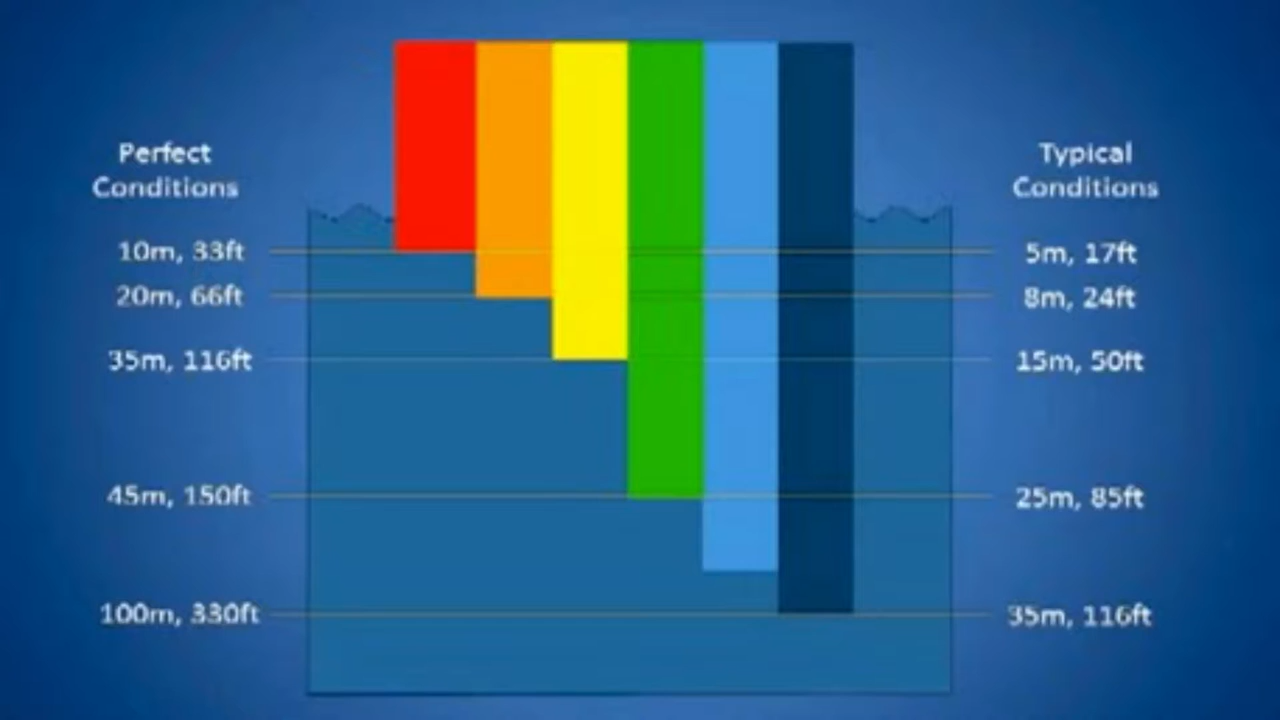 Perfect
Conditions
10m, 33ft
20m, 66ft
35m, 116ft
45m, 150ft
100m, 330ft
Typical
Conditions
5m, 17ft
8m, 24ft
15m, 50ft
25m, 85ft
35m, 116ft